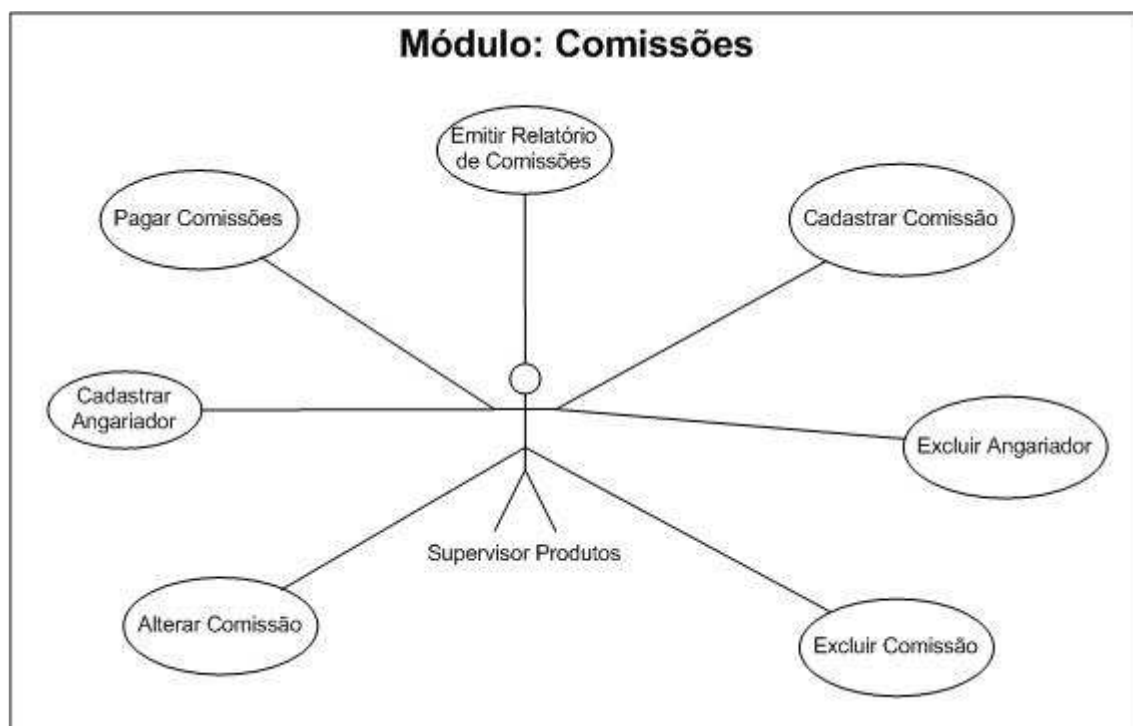 Módulo: Comissões
Emitir Relatório
de Comissões
Pagar Comissões
Cadastrar Comissão
Cadastrar
Angariador
Excluir Angariador
Supervisor Produtos
Alterar Comissão
Excluir Comissão